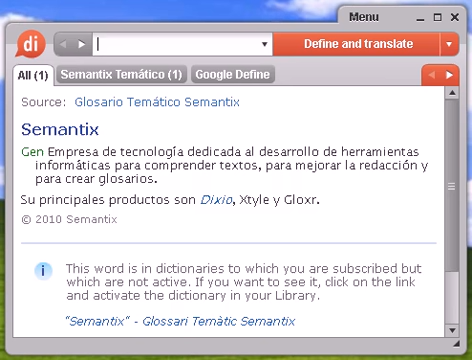 Menu
di
Define and translate
All (1)
Semantix Temático (1)
Google Define
Source: Glosario Temático Semantix
Semantix
Gen Empresa de tecnología dedicada al desarrollo de herramientas
informáticas para comprender textos, para mejorar la redacción y
para crear glosarios.
Su principales productos son Dixio, Xtyle y Gloxr.
© 2010 Semantix
i
This word is in dictionaries to which you are subscribed but
which are not active. If you want to see it, click on the link
and activate the dictionary in your Library.
"Semantix" - Glossari Temàtic Semantix